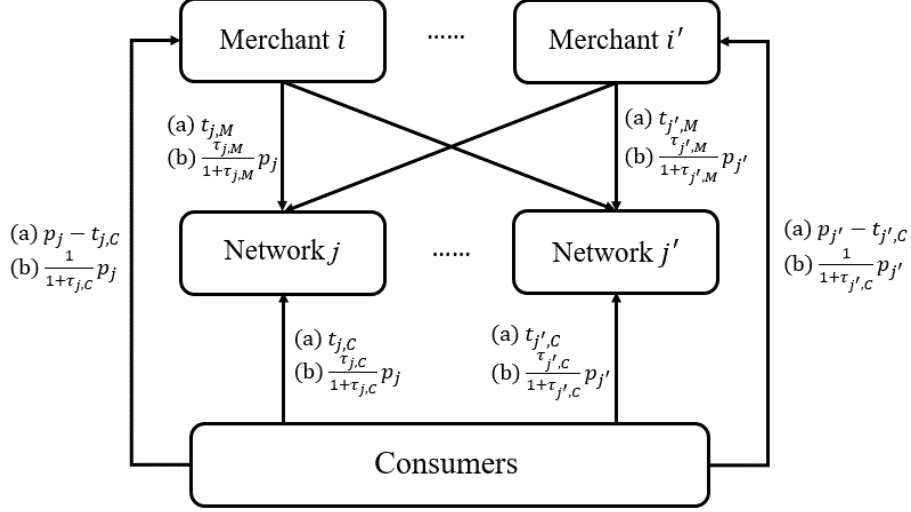 Merchant i
......
Merchant i′
(a) t_{j,M}
(b) \frac{τ_{j,M}}{1+τ_{j,M}} p_j
(a) t_{j′,M}
(b) \frac{τ_{j′,M}}{1+τ_{j′,M}} p_{j′}
(a) p_j − t_{j,C}
(b) \frac{1}{1+τ_{j,C}} p_j
Network j
......
Network j′
(a) p_{j′} − t_{j′,C}
(b) \frac{1}{1+τ_{j′,C}} p_{j′}
(a) t_{j,C}
(b) \frac{τ_{j,C}}{1+τ_{j,C}} p_j
(a) t_{j′,C}
(b) \frac{τ_{j′,C}}{1+τ_{j′,C}} p_{j′}
Consumers